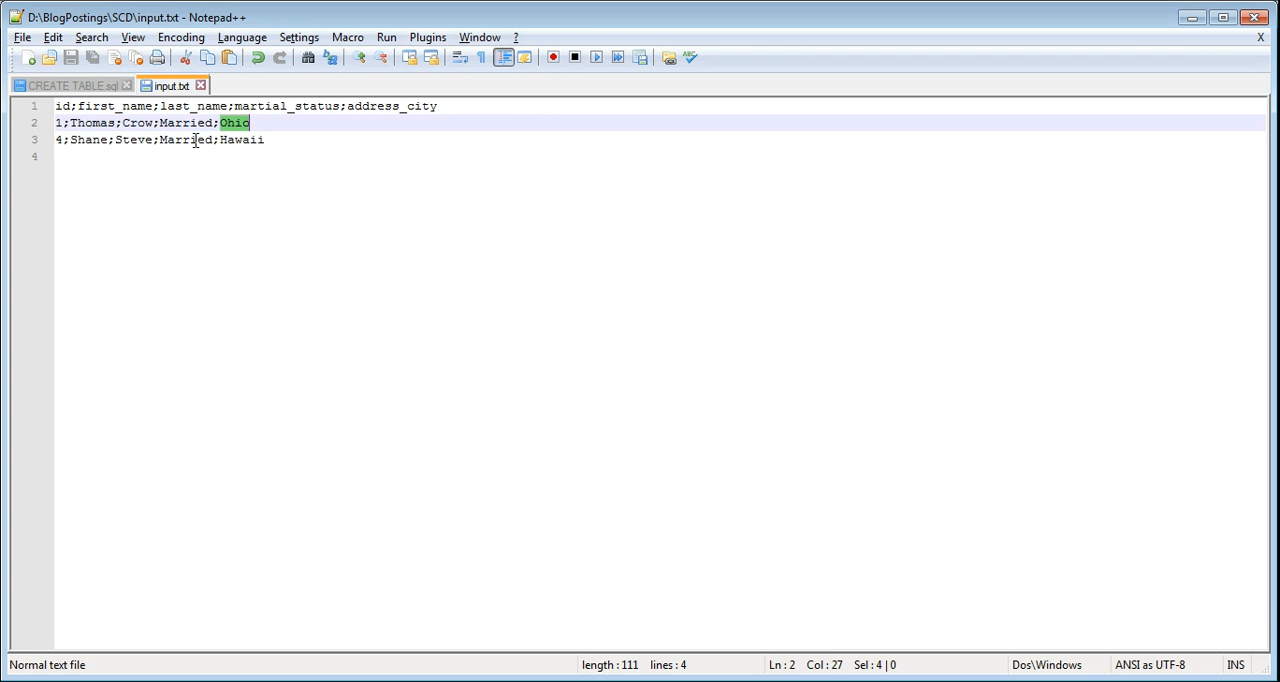 D:\BlogPostings\SCD\input.txt - Notepad++
File Edit Search View Encoding Language Settings Macro Run Plugins Window ? X
ABC
CREATE TABLE.sql input.txt
1 id;first_name;last_name;martial_status;address_city
2 1;Thomas;Crow;Married;Ohio
3 4;Shane;Steve;Married;Hawaii
4
Normal text file length : 111 lines : 4 Ln : 2 Col : 27 Sel : 4 | 0 Dos\Windows ANSI as UTF-8 INS